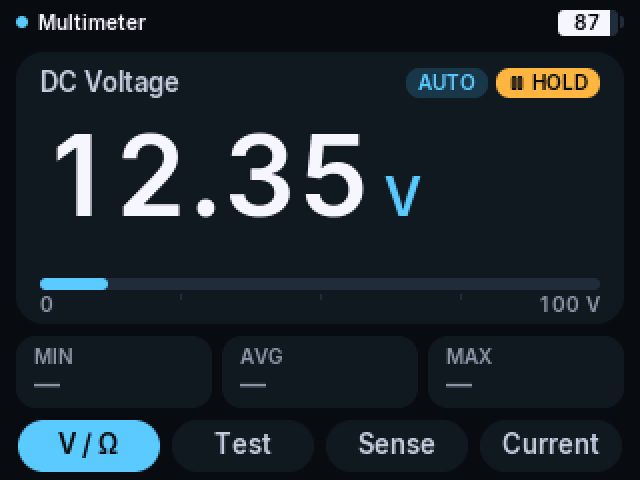 Multimeter
87
DC Voltage
AUTO
HOLD
12.35 V
0
100 V
MIN
AVG
MAX
—
—
—
V / Ω
Test
Sense
Current